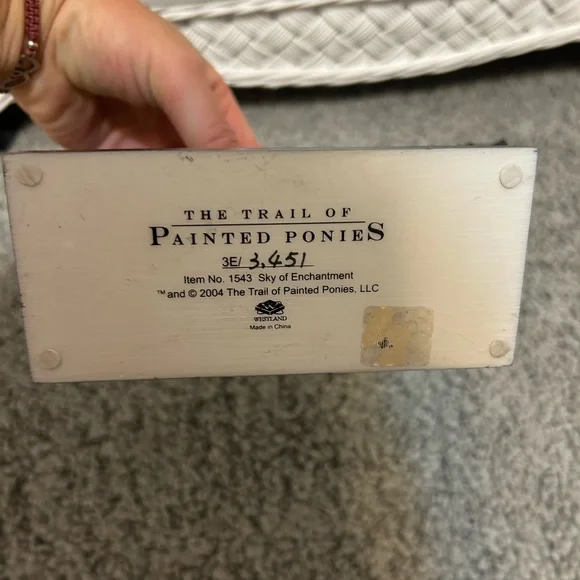 THE TRAIL OF
PAINTED PONIES
3E/ 3,451
Item No. 1543 Sky of Enchantment
™ and © 2004 The Trail of Painted Ponies, LLC
WESTLAND
Made in China